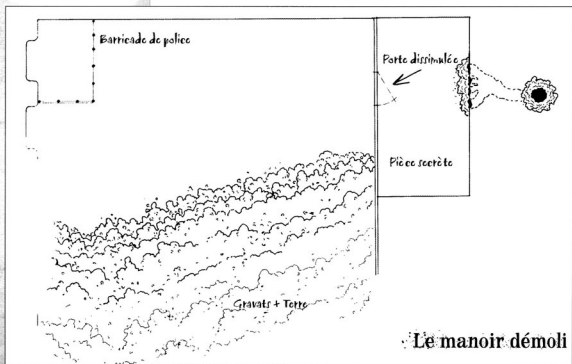 Barricade de police
Porte dissimulée
Pièce secrète
Gravats + Terre
Le manoir démoli